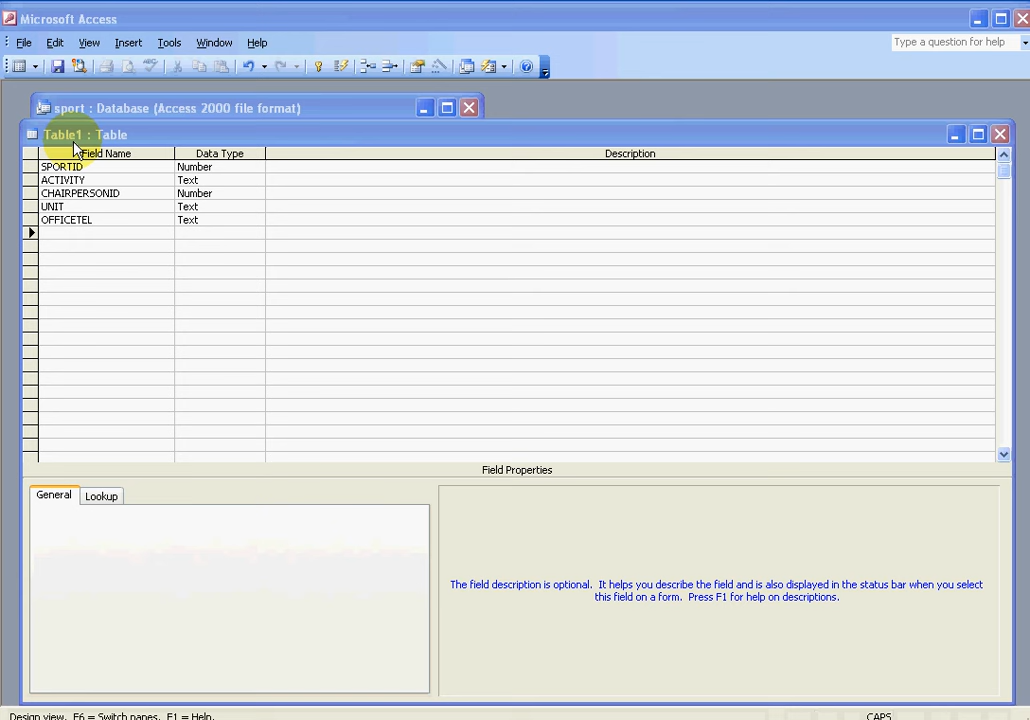 Microsoft Access
File Edit View Insert Tools Window Help
Type a question for help
sport : Database (Access 2000 file format)
Table1 : Table
Field Name Data Type Description
SPORTID Number
ACTIVITY Text
CHAIRPERSONID Number
UNIT Text
OFFICETEL Text
Field Properties
General Lookup
The field description is optional. It helps you describe the field and is also displayed in the status bar when you select
this field on a form. Press F1 for help on descriptions.
Design view. F6 = Switch panes. F1 = Help.
CAPS